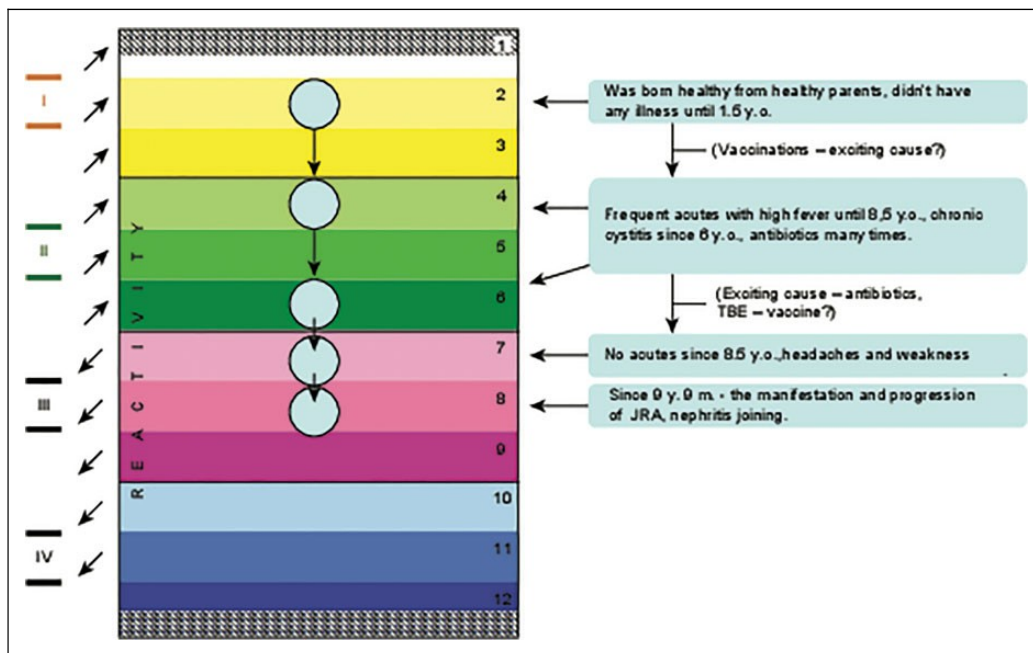 1
I
2
Was born healthy from healthy parents, didn't have
any illness until 1.5 y.o.
3
(Vaccinations – exciting cause?)
4
II
5
Frequent acutes with high fever until 8,5 y.o., chronic
cystitis since 6 y.o., antibiotics many times.
6
(Exciting cause – antibiotics,
TBE – vaccine?)
7
No acutes since 8.5 y.o.,headaches and weakness
III
8
Since 9 y. 9 m. - the manifestation and progression
of JRA, nephritis joining.
9
REACTIVITY
10
IV
11
12